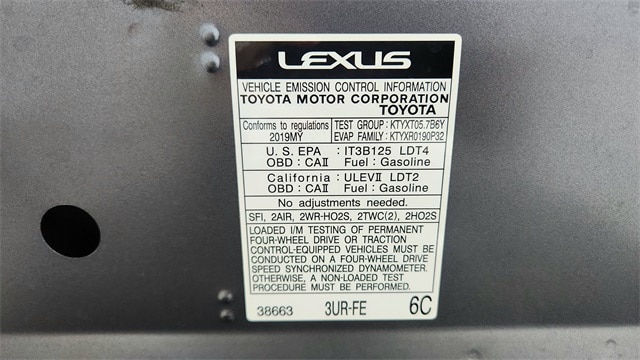 LEXUS
VEHICLE EMISSION CONTROL INFORMATION
TOYOTA MOTOR CORPORATION
TOYOTA
Conforms to regulations
2019MY
TEST GROUP : KTYXT05.7B6Y
EVAP FAMILY: KTYXR0190P32
U. S. EPA : IT3B125 LDT4
OBD : CAⅡ Fuel : Gasoline
California : ULEVⅡ LDT2
OBD : CAⅡ Fuel : Gasoline
No adjustments needed.
SFI, 2AIR, 2WR-HO2S, 2TWC(2), 2HO2S
LOADED I/M TESTING OF PERMANENT
FOUR-WHEEL DRIVE OR TRACTION
CONTROL-EQUIPPED VEHICLES MUST BE
CONDUCTED ON A FOUR-WHEEL DRIVE
SPEED SYNCHRONIZED DYNAMOMETER.
OTHERWISE, A NON-LOADED TEST
PROCEDURE MUST BE PERFORMED.
38663 3UR-FE 6C